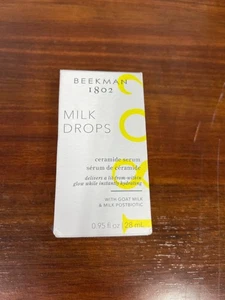 BEEKMAN
1802
MILK
DROPS
ceramide serum
sérum de céramide
delivers a lit-from-within
glow while instantly hydrating
WITH GOAT MILK
& MILK POSTBIOTIC
0.95 fl oz 28 mL